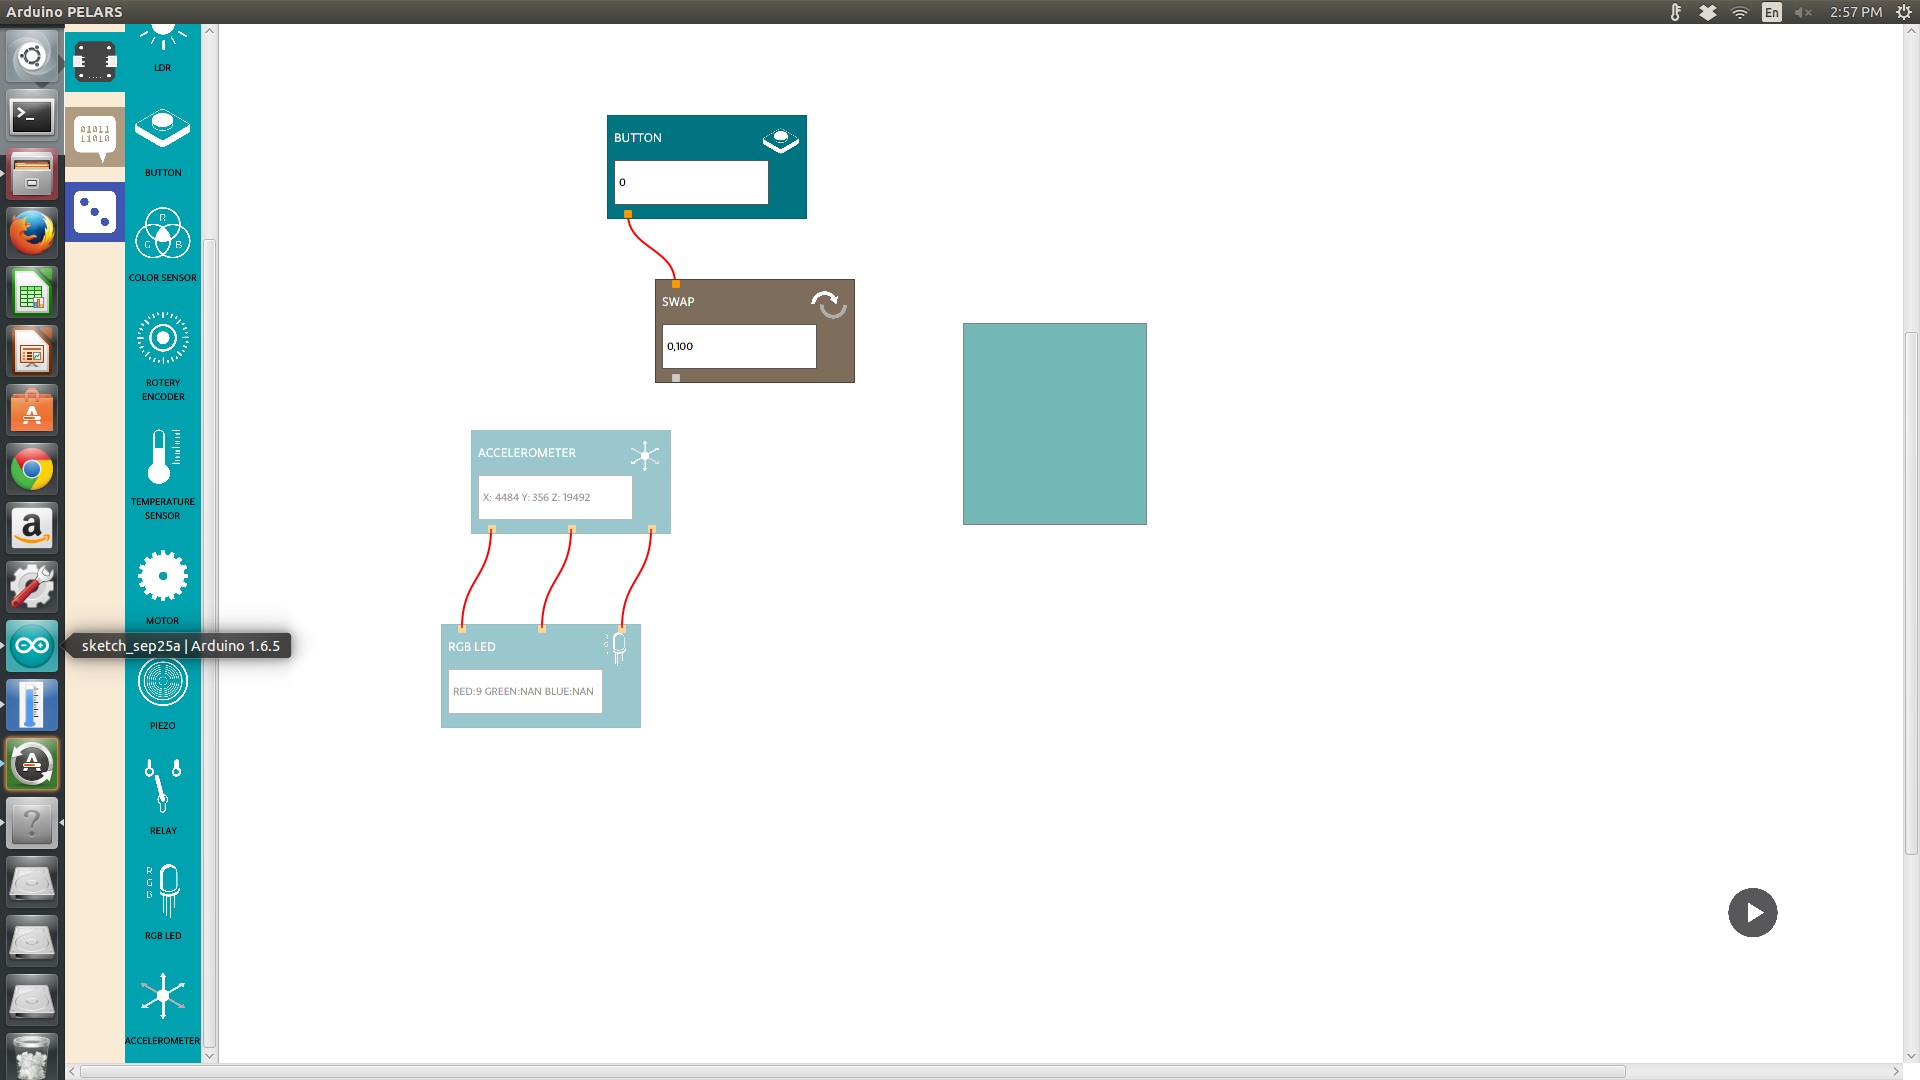 Arduino PELARS
En
2:57 PM
LDR
01011
11010
BUTTON
R
G B
COLOR SENSOR
ROTERY
ENCODER
TEMPERATURE
SENSOR
MOTOR
sketch_sep25a | Arduino 1.6.5
PIEZO
RELAY
R
G
B
RGB LED
ACCELEROMETER
BUTTON
0
SWAP
0,100
ACCELEROMETER
X: 4484 Y: 356 Z: 19492
RGB LED
RED:9 GREEN:NAN BLUE:NAN